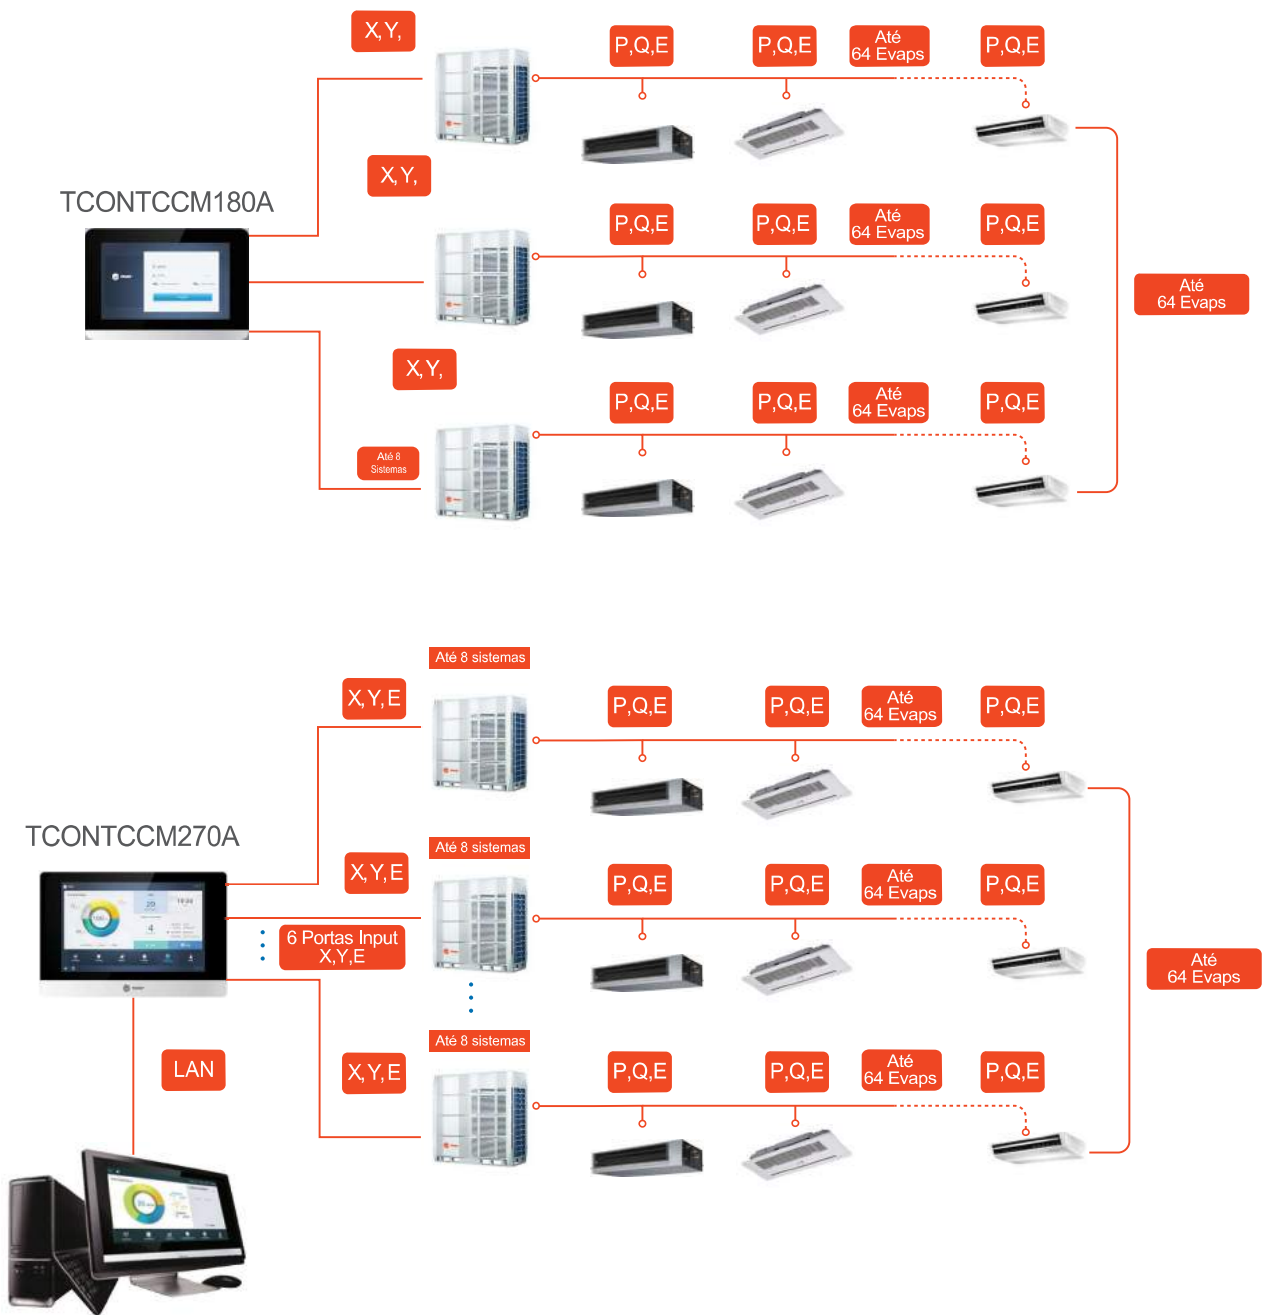 X,Y,
P,Q,E
P,Q,E
Até
64 Evaps
P,Q,E
X,Y,
TCONTCCM180A
P,Q,E
P,Q,E
Até
64 Evaps
P,Q,E
Até
64 Evaps
X,Y,
P,Q,E
P,Q,E
Até
64 Evaps
P,Q,E
Até 8
Sistemas
Até 8 sistemas
X,Y,E
P,Q,E
P,Q,E
Até
64 Evaps
P,Q,E
TCONTCCM270A
Até 8 sistemas
X,Y,E
P,Q,E
P,Q,E
Até
64 Evaps
P,Q,E
6 Portas Input
X,Y,E
Até
64 Evaps
Até 8 sistemas
LAN
X,Y,E
P,Q,E
P,Q,E
Até
64 Evaps
P,Q,E